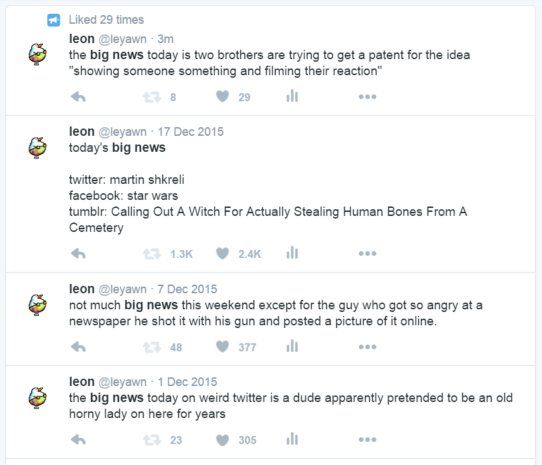 Liked 29 times
leon @leyawn · 3m
the big news today is two brothers are trying to get a patent for the idea
"showing someone something and filming their reaction"
8 29
leon @leyawn · 17 Dec 2015
today's big news
twitter: martin shkreli
facebook: star wars
tumblr: Calling Out A Witch For Actually Stealing Human Bones From A
Cemetery
1.3K 2.4K
leon @leyawn · 7 Dec 2015
not much big news this weekend except for the guy who got so angry at a
newspaper he shot it with his gun and posted a picture of it online.
48 377
leon @leyawn · 1 Dec 2015
the big news today on weird twitter is a dude apparently pretended to be an old
horny lady on here for years
23 305